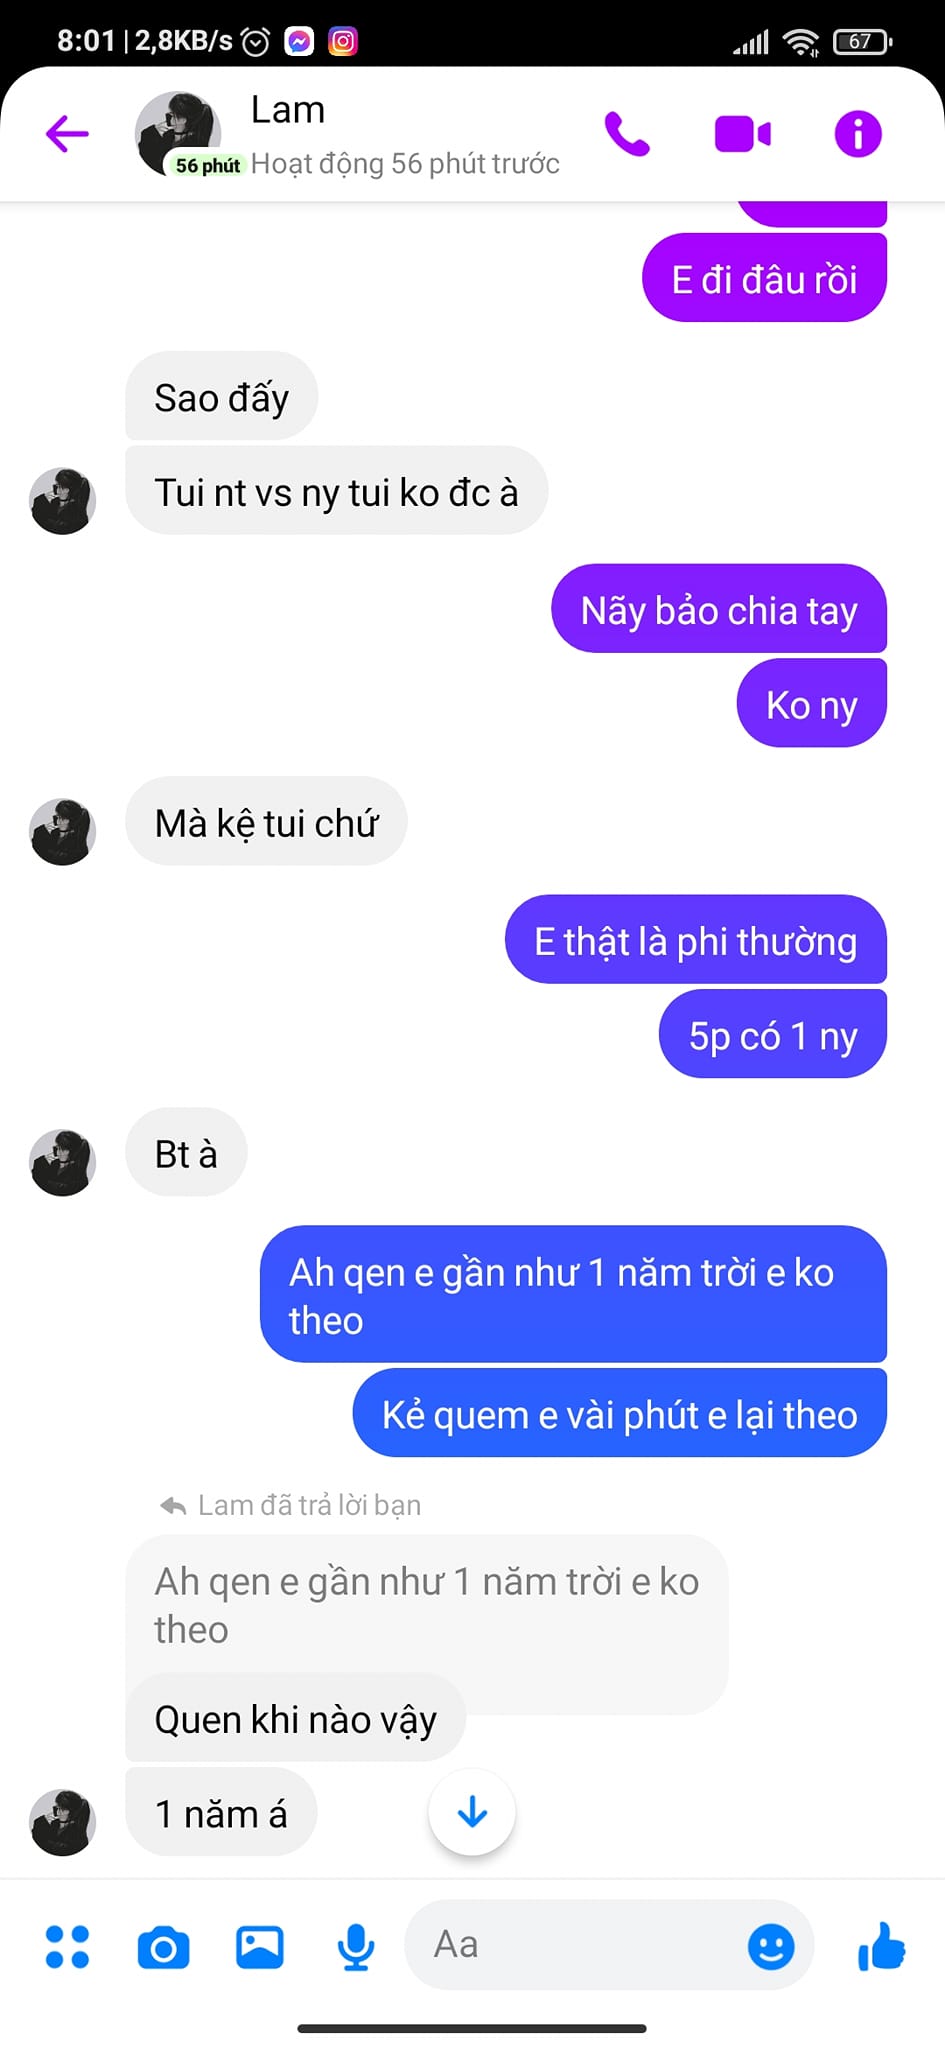 8:01 | 2,8KB/s
67
Lam
56 phút
Hoạt động 56 phút trước
E đi đâu rồi
Sao đấy
Tui nt vs ny tui ko đc à
Nãy bảo chia tay
Ko ny
Mà kệ tui chứ
E thật là phi thường
5p có 1 ny
Bt à
Ah qen e gần như 1 năm trời e ko
theo
Kẻ quem e vài phút e lại theo
Lam đã trả lời bạn
Ah qen e gần như 1 năm trời e ko
theo
Quen khi nào vậy
1 năm á
Aa